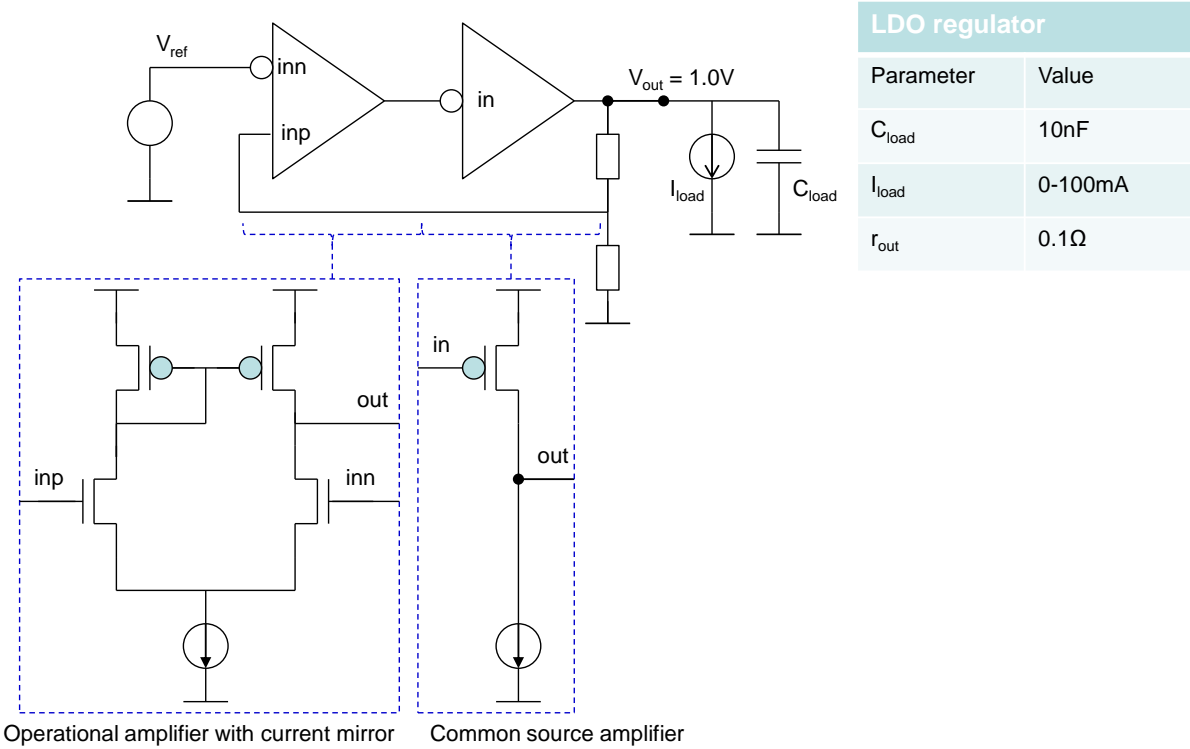 V_ref
inn
inp
in
V_out = 1.0V
I_load
C_load
LDO regulator
Parameter Value
C_load 10nF
I_load 0-100mA
r_out 0.1Ω
out
inp
inn
in
out
Operational amplifier with current mirror
Common source amplifier